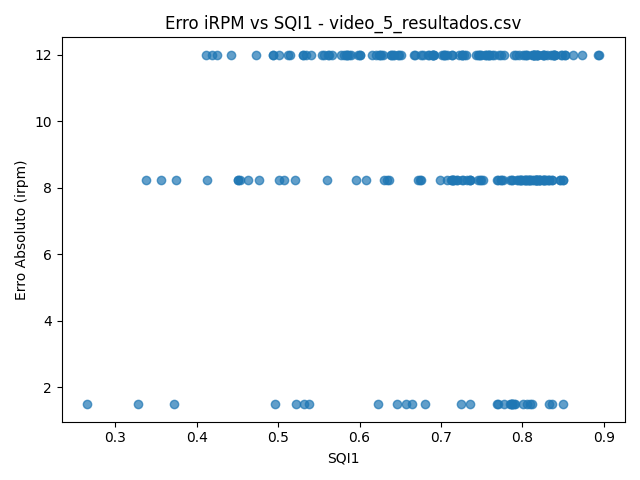 Erro iRPM vs SQI1 - video_5_resultados.csv
Erro Absoluto (irpm)
12
10
8
6
4
2
0.3 0.4 0.5 0.6 0.7 0.8 0.9
SQI1